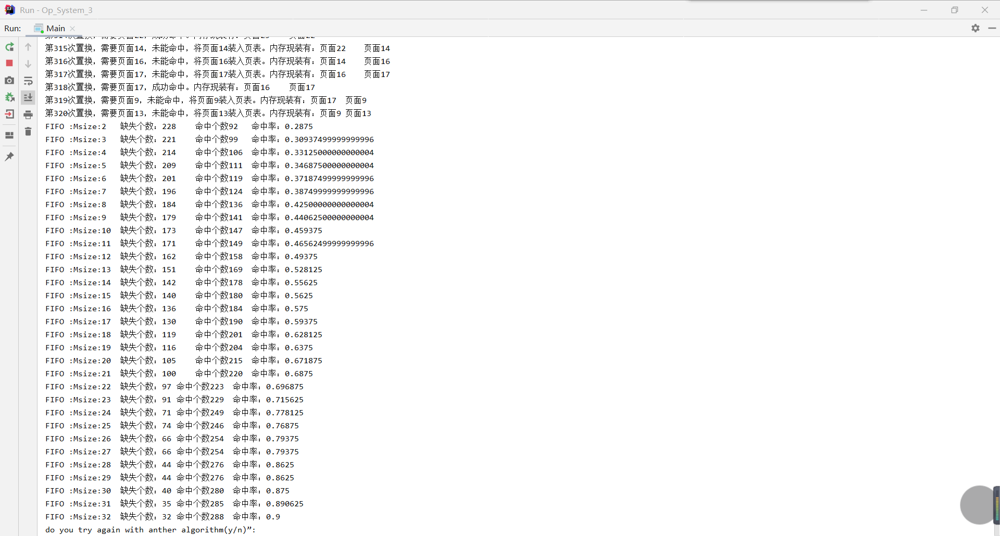 Run - Op_System_3
Run: Main
第314次置换，需要页面22，成功命中。内存现装有：页面23 页面22
第315次置换，需要页面14，未能命中，将页面14装入页表。内存现装有：页面22 页面14
第316次置换，需要页面16，未能命中，将页面16装入页表。内存现装有：页面14 页面16
第317次置换，需要页面17，未能命中，将页面17装入页表。内存现装有：页面16 页面17
第318次置换，需要页面17，成功命中。内存现装有：页面16 页面17
第319次置换，需要页面9，未能命中，将页面9装入页表。内存现装有：页面17 页面9
第320次置换，需要页面13，未能命中，将页面13装入页表。内存现装有：页面9 页面13
FIFO :Msize:2 缺失个数：228 命中个数92 命中率：0.2875
FIFO :Msize:3 缺失个数：221 命中个数99 命中率：0.30937499999999996
FIFO :Msize:4 缺失个数：214 命中个数106 命中率：0.33125000000000004
FIFO :Msize:5 缺失个数：209 命中个数111 命中率：0.34687500000000004
FIFO :Msize:6 缺失个数：201 命中个数119 命中率：0.37187499999999996
FIFO :Msize:7 缺失个数：196 命中个数124 命中率：0.38749999999999996
FIFO :Msize:8 缺失个数：184 命中个数136 命中率：0.42500000000000004
FIFO :Msize:9 缺失个数：179 命中个数141 命中率：0.44062500000000004
FIFO :Msize:10 缺失个数：173 命中个数147 命中率：0.459375
FIFO :Msize:11 缺失个数：171 命中个数149 命中率：0.46562499999999996
FIFO :Msize:12 缺失个数：162 命中个数158 命中率：0.49375
FIFO :Msize:13 缺失个数：151 命中个数169 命中率：0.528125
FIFO :Msize:14 缺失个数：142 命中个数178 命中率：0.55625
FIFO :Msize:15 缺失个数：140 命中个数180 命中率：0.5625
FIFO :Msize:16 缺失个数：136 命中个数184 命中率：0.575
FIFO :Msize:17 缺失个数：130 命中个数190 命中率：0.59375
FIFO :Msize:18 缺失个数：119 命中个数201 命中率：0.628125
FIFO :Msize:19 缺失个数：116 命中个数204 命中率：0.6375
FIFO :Msize:20 缺失个数：105 命中个数215 命中率：0.671875
FIFO :Msize:21 缺失个数：100 命中个数220 命中率：0.6875
FIFO :Msize:22 缺失个数：97 命中个数223 命中率：0.696875
FIFO :Msize:23 缺失个数：91 命中个数229 命中率：0.715625
FIFO :Msize:24 缺失个数：71 命中个数249 命中率：0.778125
FIFO :Msize:25 缺失个数：74 命中个数246 命中率：0.76875
FIFO :Msize:26 缺失个数：66 命中个数254 命中率：0.79375
FIFO :Msize:27 缺失个数：66 命中个数254 命中率：0.79375
FIFO :Msize:28 缺失个数：44 命中个数276 命中率：0.8625
FIFO :Msize:29 缺失个数：44 命中个数276 命中率：0.8625
FIFO :Msize:30 缺失个数：40 命中个数280 命中率：0.875
FIFO :Msize:31 缺失个数：35 命中个数285 命中率：0.890625
FIFO :Msize:32 缺失个数：32 命中个数288 命中率：0.9
do you try again with anther algorithm(y/n)”: